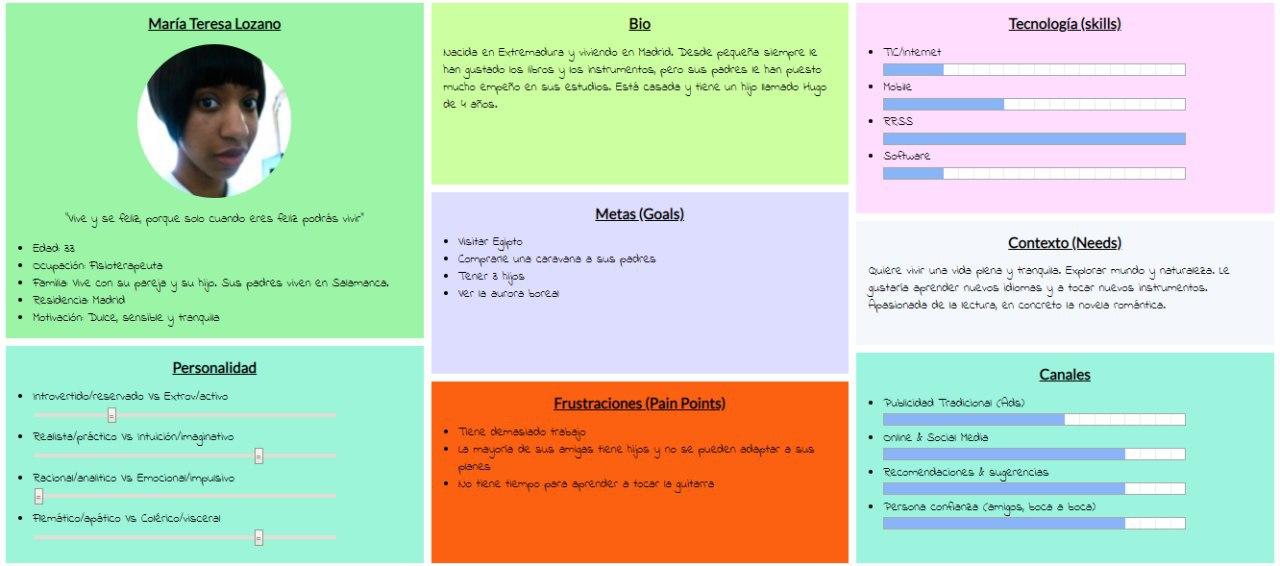 María Teresa Lozano
"Vive y se feliz, porque solo cuando eres feliz podrás vivir"
Edad: 33
Ocupación: Fisioterapeuta
Familia: Vive con su pareja y su hijo. Sus padres viven en Salamanca.
Residencia: Madrid
Motivación: Dulce, sensible y tranquila
Personalidad
Introvertido/reservado Vs Extrov/activo
Realista/práctico Vs Intuición/imaginativo
Racional/analítico Vs Emocional/impulsivo
Flemático/apático Vs Colérico/visceral
Bio
Nacida en Extremadura y viviendo en Madrid. Desde pequeña siempre le
han gustado los libros y los instrumentos, pero sus padres le han puesto
mucho empeño en sus estudios. Está casada y tiene un hijo llamado Hugo
de 4 años.
Metas (Goals)
Visitar Egipto
Comprarle una caravana a sus padres
Tener 3 hijos
Ver la aurora boreal
Frustraciones (Pain Points)
Tiene demasiado trabajo
La mayoría de sus amigas tiene hijos y no se pueden adaptar a sus
planes
No tiene tiempo para aprender a tocar la guitarra
Tecnología (skills)
TIC/Internet
Mobile
RRSS
Software
Contexto (Needs)
Quiere vivir una vida plena y tranquila. Explorar mundo y naturaleza. Le
gustaría aprender nuevos idiomas y a tocar nuevos instrumentos.
Apasionada de la lectura, en concreto la novela romántica.
Canales
Publicidad Tradicional (Ads)
Online & Social Media
Recomendaciones & sugerencias
Persona confianza (amigos, boca a boca)